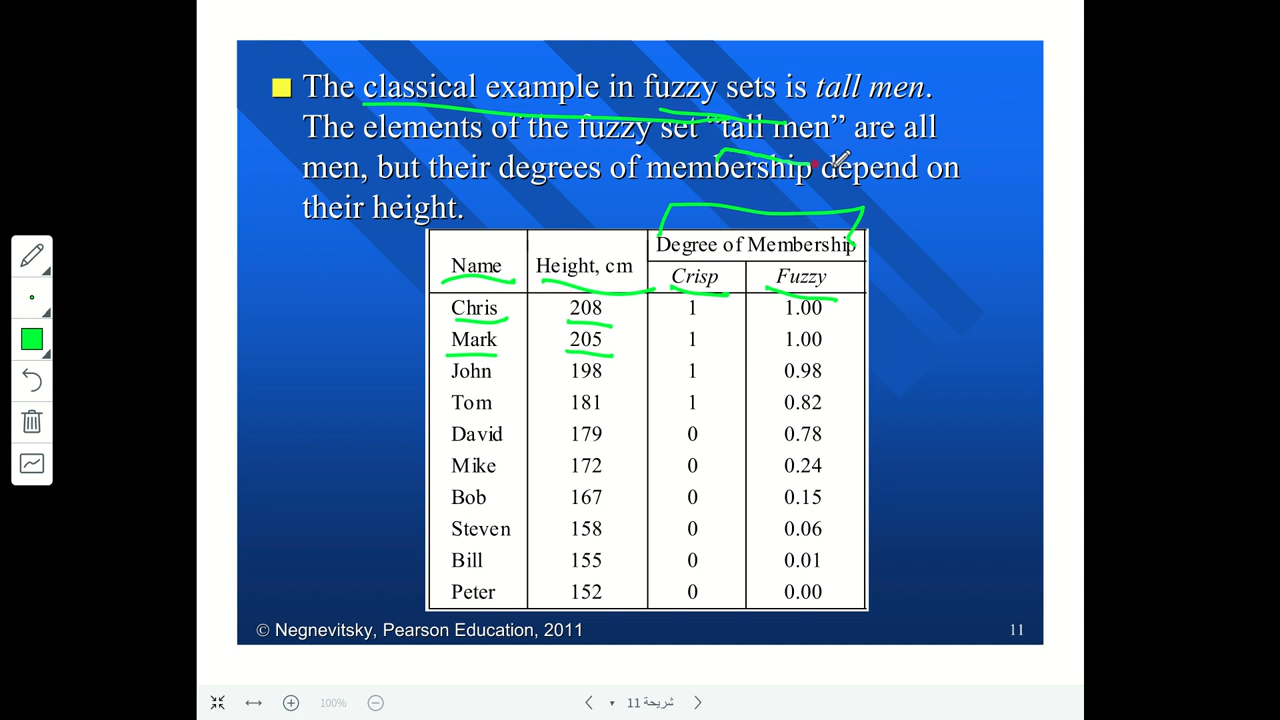 The classical example in fuzzy sets is tall men.
The elements of the fuzzy set “tall men” are all
men, but their degrees of membership depend on
their height.
Degree of Membership
Name Height, cm Crisp Fuzzy
Chris 208 1 1.00
Mark 205 1 1.00
John 198 1 0.98
Tom 181 1 0.82
David 179 0 0.78
Mike 172 0 0.24
Bob 167 0 0.15
Steven 158 0 0.06
Bill 155 0 0.01
Peter 152 0 0.00
© Negnevitsky, Pearson Education, 2011 11
100% شريحة 11